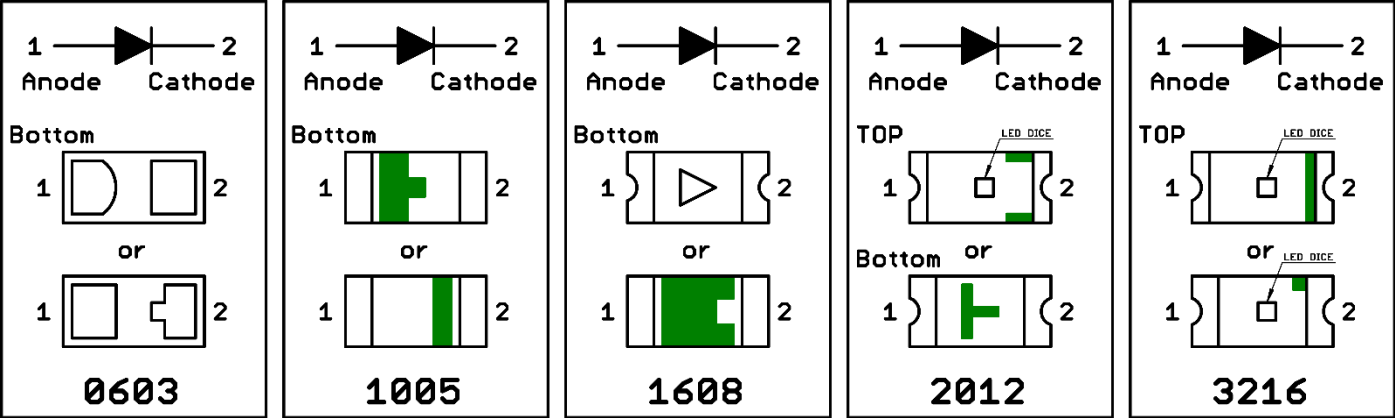 1 2
Anode Cathode
Bottom
1 2
or
1 2
0603
1 2
Anode Cathode
Bottom
1 2
or
1 2
1005
1 2
Anode Cathode
Bottom
1 2
or
1 2
1608
1 2
Anode Cathode
TOP
LED DICE
1 2
or
Bottom
1 2
2012
1 2
Anode Cathode
TOP
LED DICE
1 2
or
LED DICE
1 2
3216